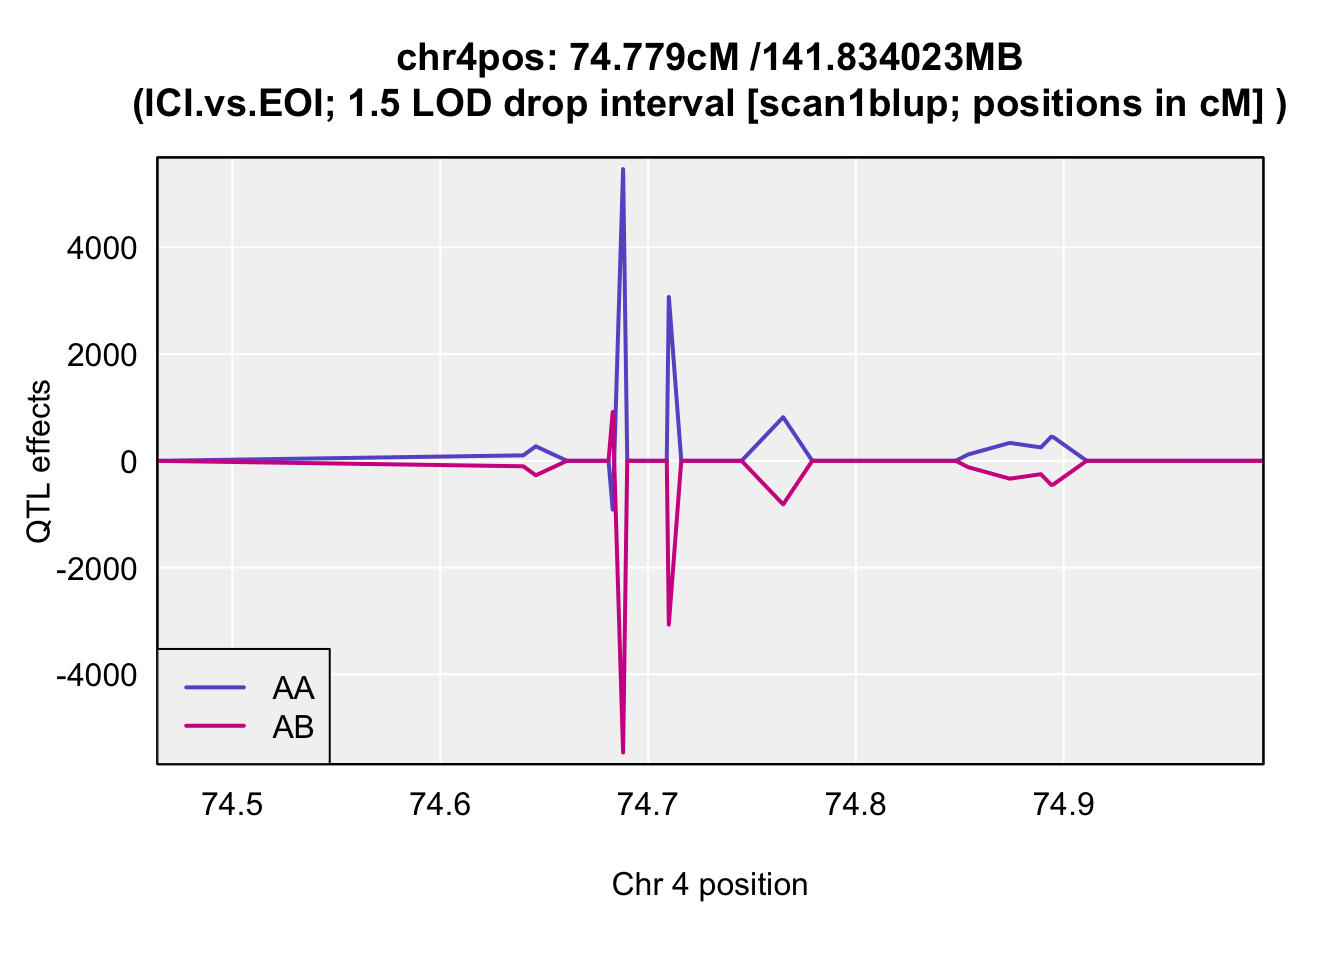 chr4pos: 74.779cM /141.834023MB
(ICI.vs.EOI; 1.5 LOD drop interval [scan1blup; positions in cM] )
QTL effects
4000
2000
0
-2000
-4000
AA
AB
74.5 74.6 74.7 74.8 74.9
Chr 4 position